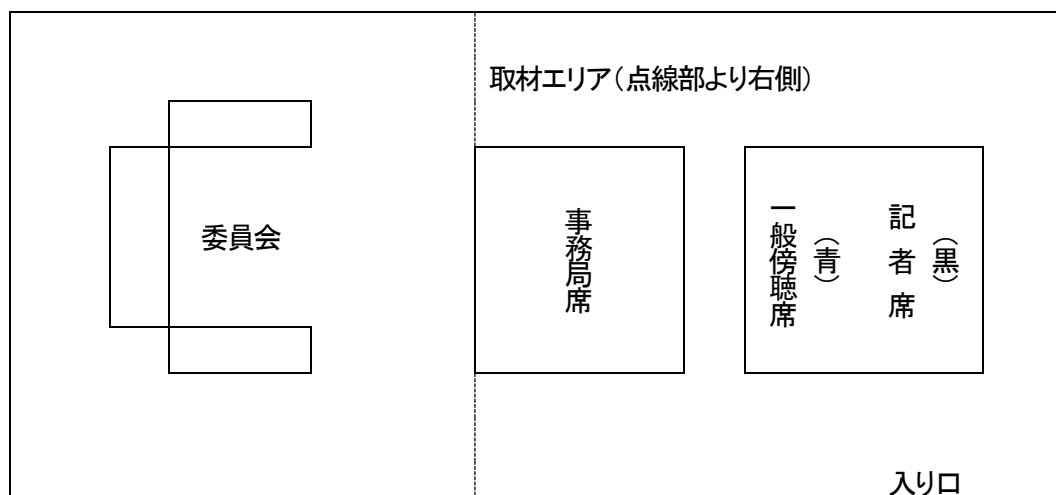 取材エリア（点線部より右側）
委員会
事務局席
一般傍聴席
（青）
記者席
（黒）
入り口